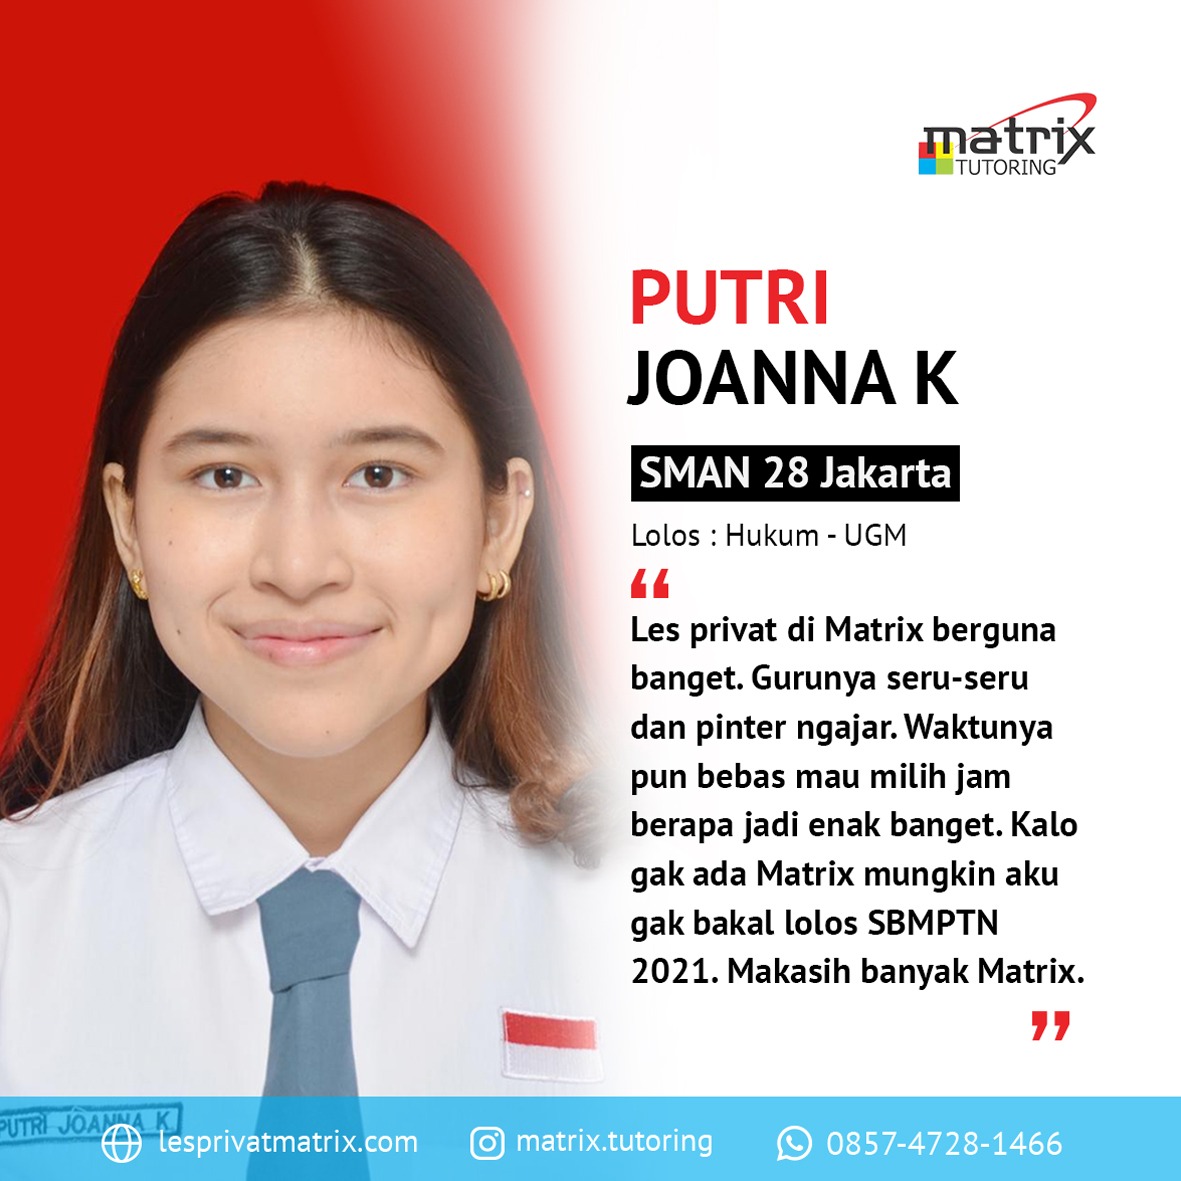 matrix
TUTORING
PUTRI
JOANNA K
SMAN 28 Jakarta
Lolos : Hukum - UGM
“
Les privat di Matrix berguna
banget. Gurunya seru-seru
dan pinter ngajar. Waktunya
pun bebas mau milih jam
berapa jadi enak banget. Kalo
gak ada Matrix mungkin aku
gak bakal lolos SBMPTN
2021. Makasih banyak Matrix.
”
PUTRI JOANNA K.
lesprivatmatrix.com matrix.tutoring 0857-4728-1466